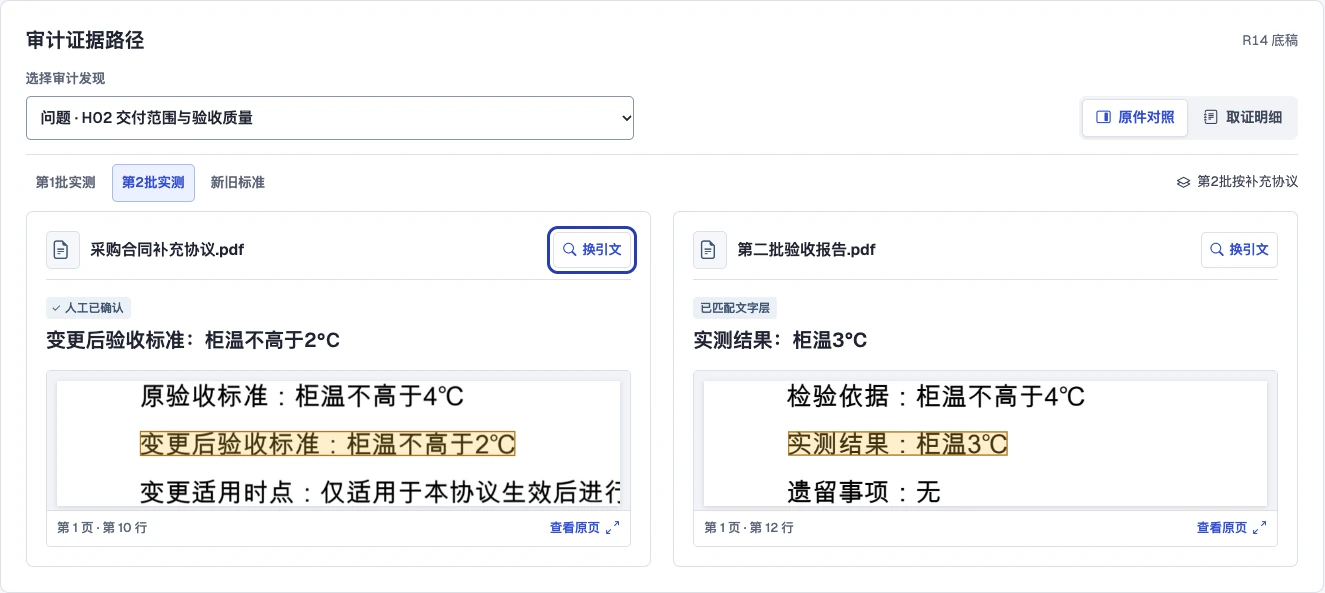 审计证据路径
R14 底稿
选择审计发现
问题 · H02 交付范围与验收质量
原件对照
取证明细
第1批实测
第2批实测
新旧标准
第2批按补充协议
采购合同补充协议.pdf
换引文
人工已确认
变更后验收标准：柜温不高于2°C
原验收标准：柜温不高于4℃
变更后验收标准：柜温不高于2℃
变更适用时点：仅适用于本协议生效后进行
第 1 页 · 第 10 行
查看原页
第二批验收报告.pdf
换引文
已匹配文字层
实测结果：柜温3°C
检验依据：柜温不高于4℃
实测结果：柜温3℃
遗留事项：无
第 1 页 · 第 12 行
查看原页